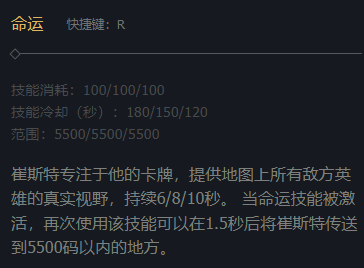 命运 快捷键：R
技能消耗：100/100/100
技能冷却（秒）：180/150/120
范围：5500/5500/5500
崔斯特专注于他的卡牌，提供地图上所有敌方英
雄的真实视野，持续6/8/10秒。 当命运技能被激
活，再次使用该技能可以在1.5秒后将崔斯特传送
到5500码以内的地方。